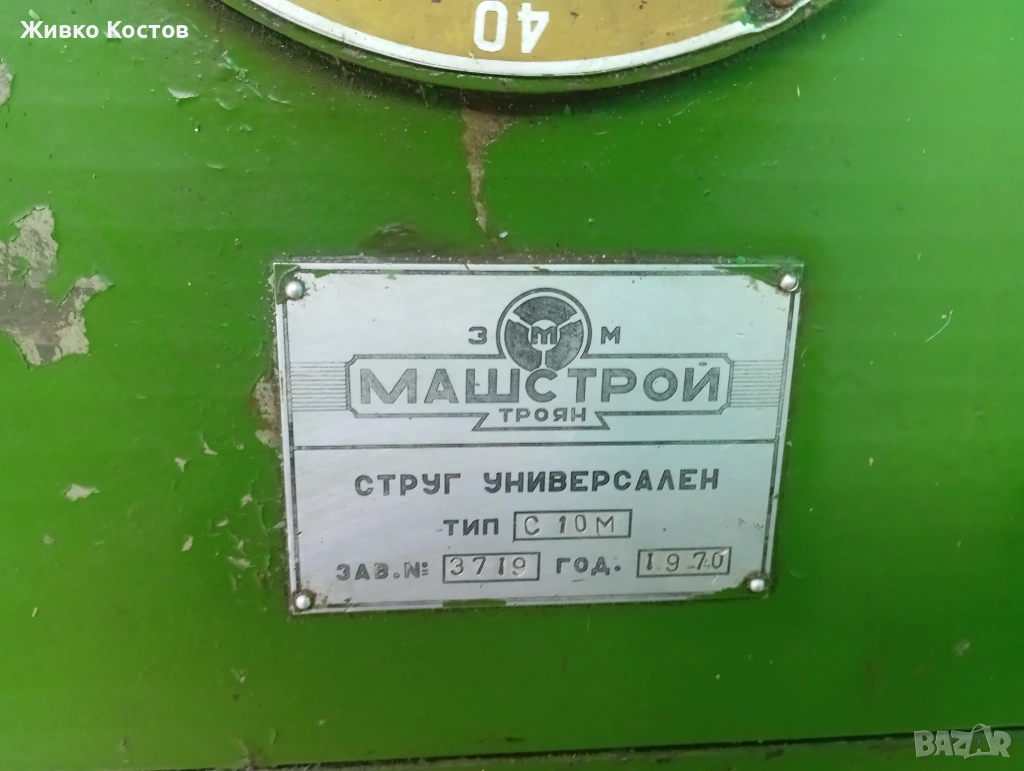 Живко Костов
40
З М М
МАШСТРОЙ
ТРОЯН
СТРУГ УНИВЕРСАЛЕН
ТИП С 10М
ЗАВ.№ 3719 ГОД. 1970
BAZAR